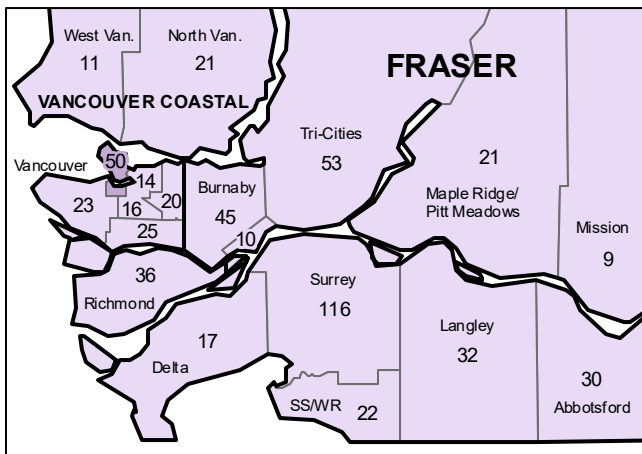 West Van.
11
North Van.
21
VANCOUVER COASTAL
FRASER
Tri-Cities
53
21
Maple Ridge/
Pitt Meadows
Mission
9
Vancouver
50
14
20
23
16
25
Burnaby
45
10
36
Richmond
Surrey
116
17
Delta
Langley
32
SS/WR
22
30
Abbotsford